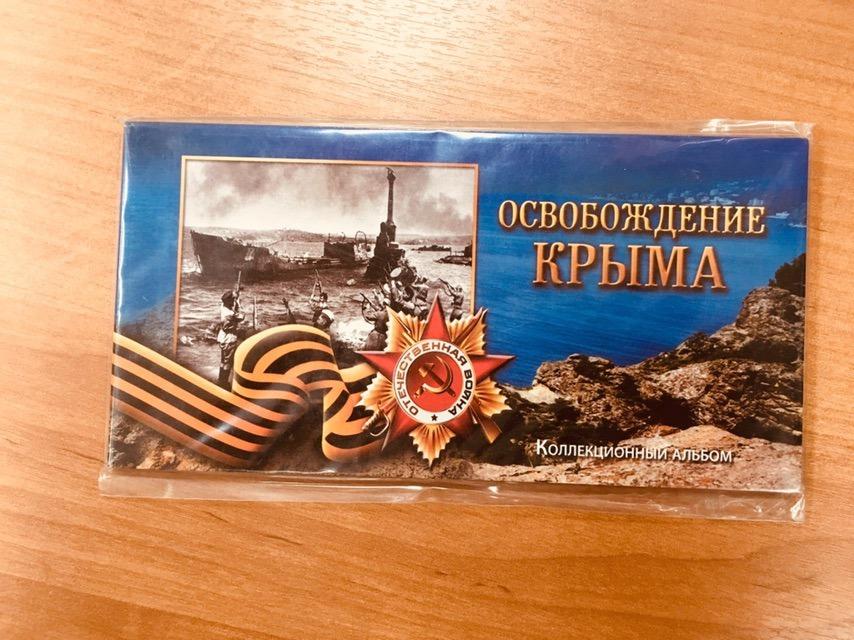 ОСВОБОЖДЕНИЕ
КРЫМА
ОТЕЧЕСТВЕННАЯ ВОЙНА
Коллекционный альбом